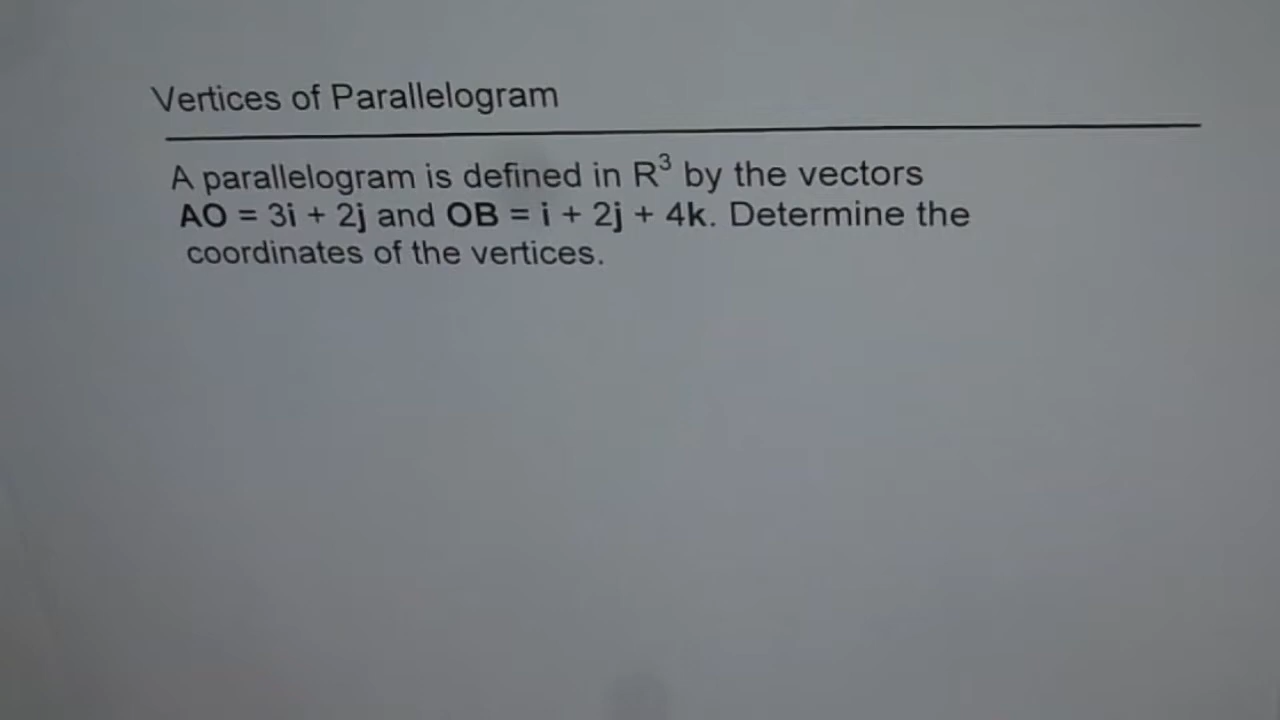 Vertices of Parallelogram
A parallelogram is defined in R³ by the vectors
AO = 3i + 2j and OB = i + 2j + 4k. Determine the
coordinates of the vertices.